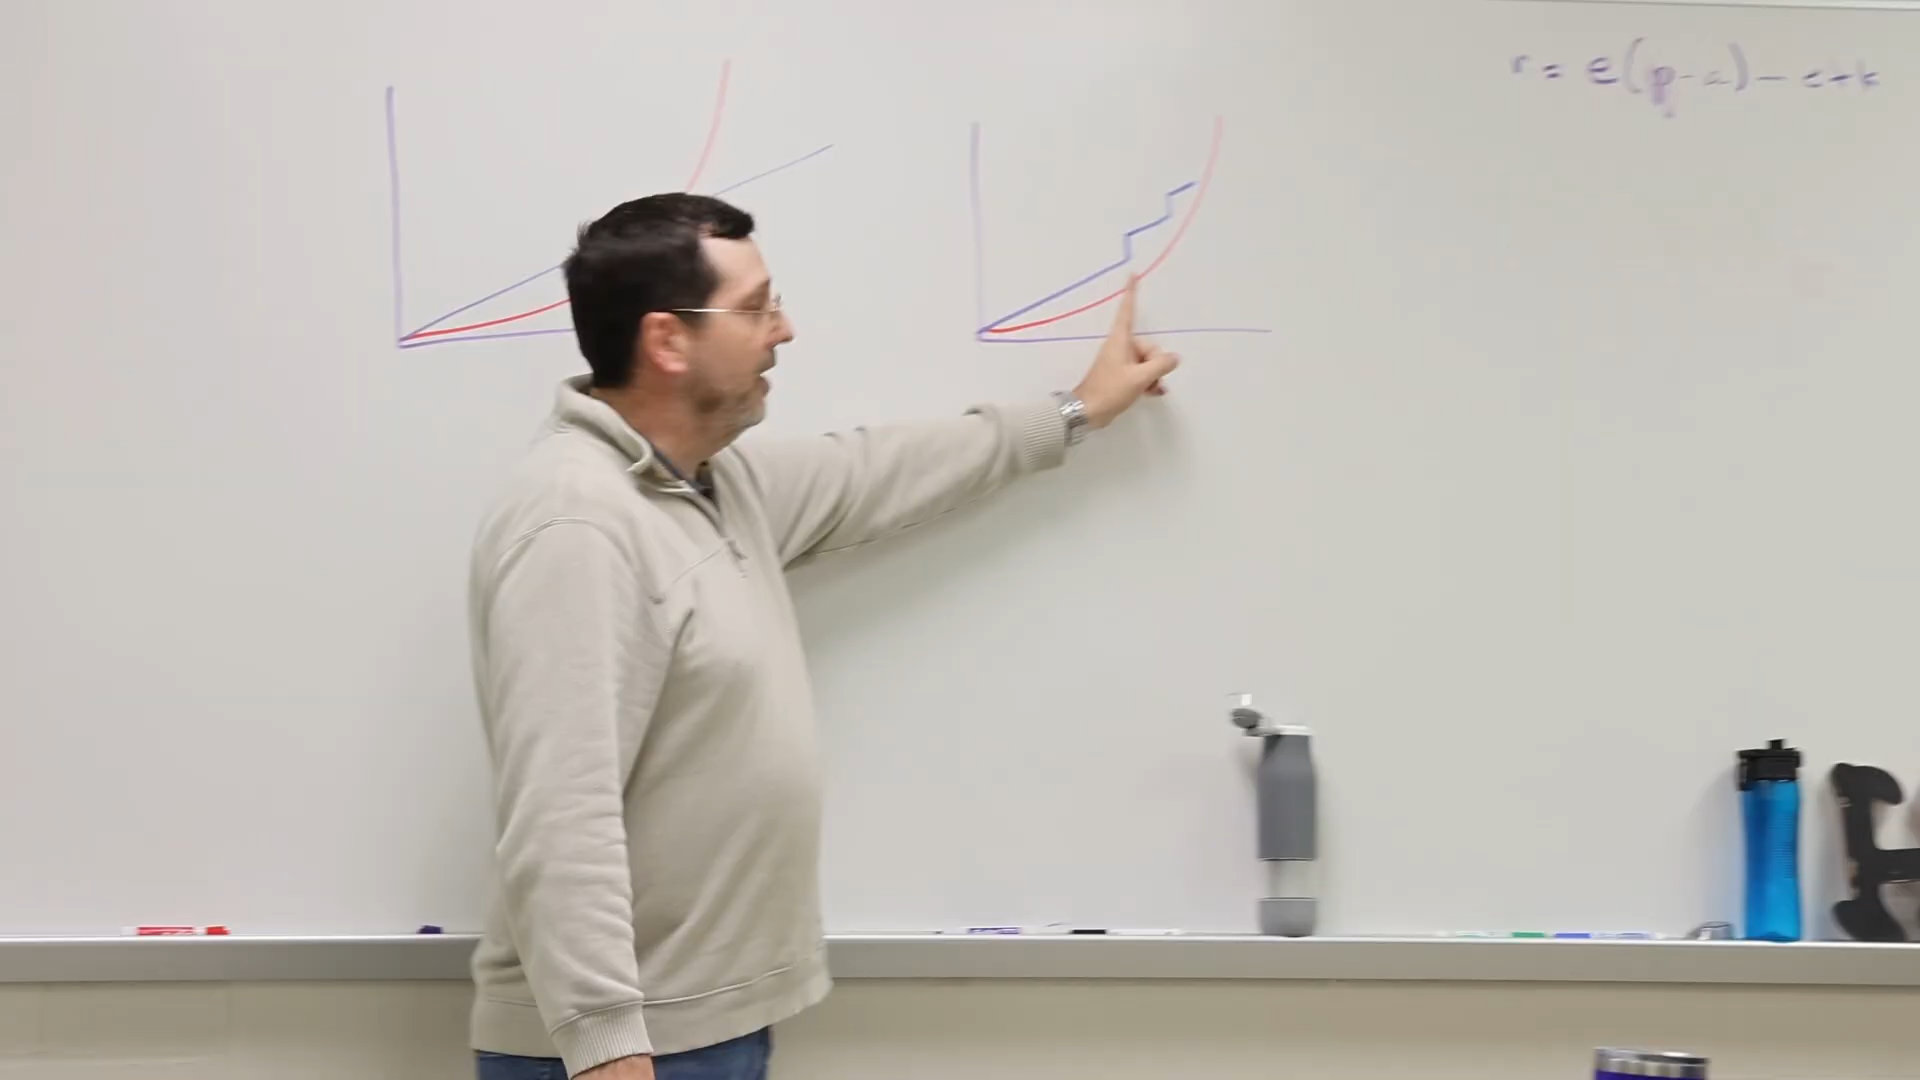 r = e(p-a) - c+k